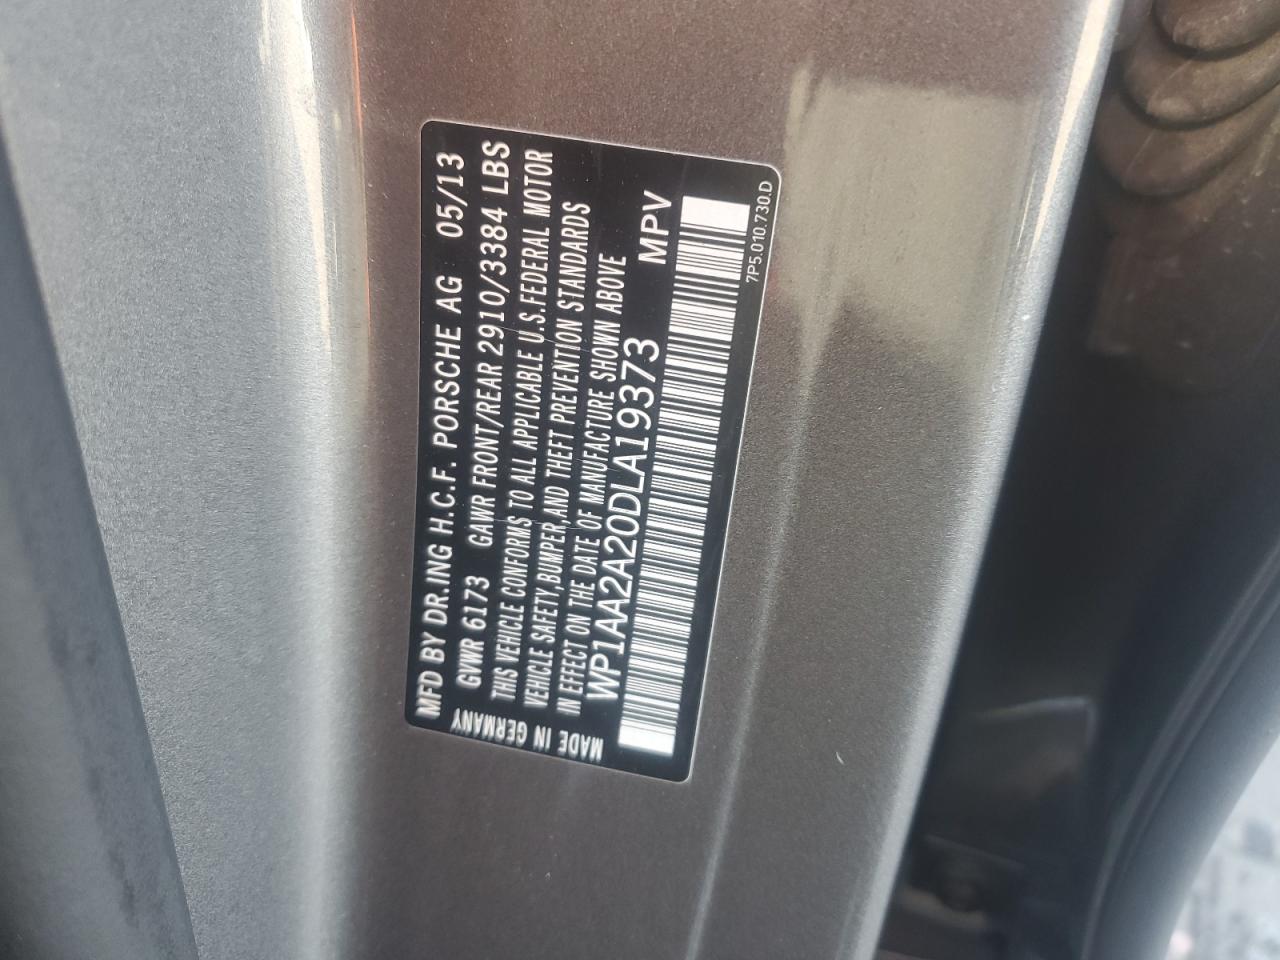 MFD BY DR.ING H.C.F. PORSCHE AG 05/13
GVWR 6173 GAWR FRONT/REAR 2910/3384 LBS
THIS VEHICLE CONFORMS TO ALL APPLICABLE U.S.FEDERAL MOTOR
VEHICLE SAFETY,BUMPER,AND THEFT PREVENTION STANDARDS
IN EFFECT ON THE DATE OF MANUFACTURE SHOWN ABOVE
WP1AA2A20DLA19373 MPV
MADE IN GERMANY
7P5.010.730.D